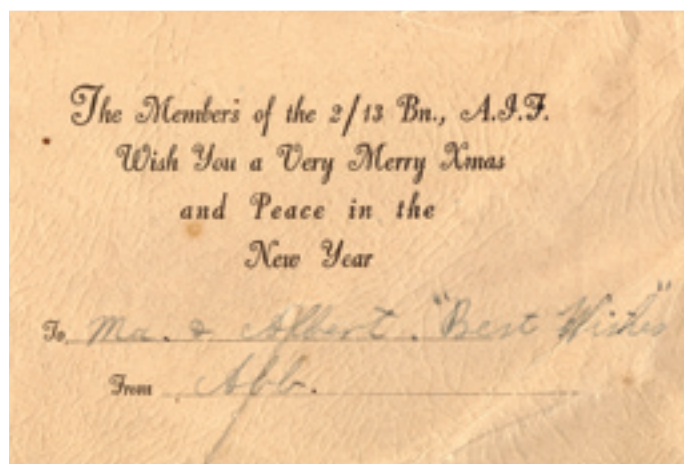 The Members of the 2/13 Bn., A.I.F.
Wish You a Very Merry Xmas
and Peace in the
New Year
To Ma. & Albert. "Best Wishes"
From Abb.